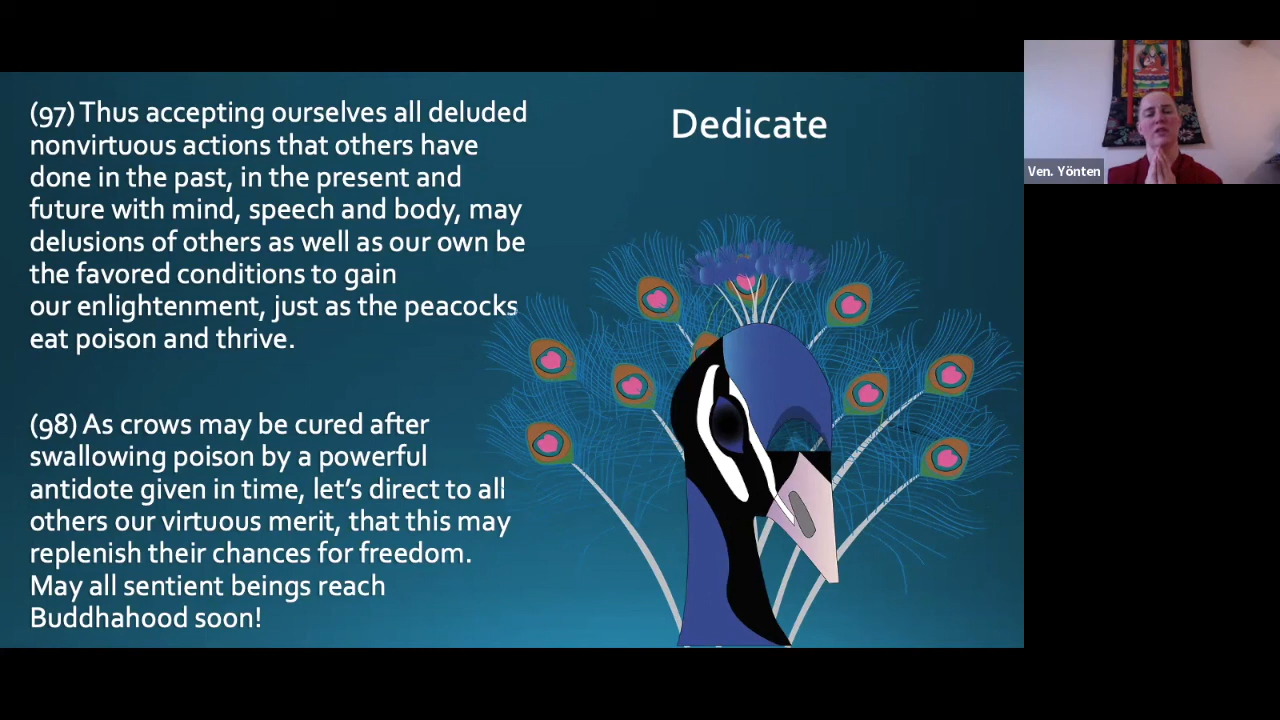 (97) Thus accepting ourselves all deluded
nonvirtuous actions that others have
done in the past, in the present and
future with mind, speech and body, may
delusions of others as well as our own be
the favored conditions to gain
our enlightenment, just as the peacocks
eat poison and thrive.
(98) As crows may be cured after
swallowing poison by a powerful
antidote given in time, let's direct to all
others our virtuous merit, that this may
replenish their chances for freedom.
May all sentient beings reach
Buddhahood soon!
Dedicate
Ven. Yönten